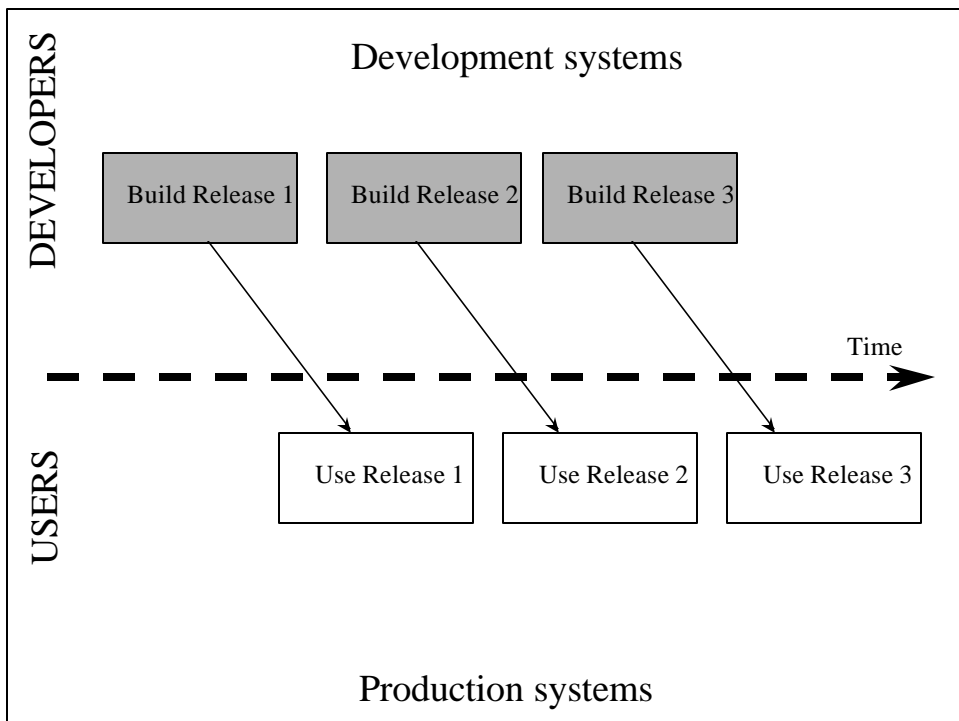 DEVELOPERS
Development systems
Build Release 1
Build Release 2
Build Release 3
Time
USERS
Use Release 1
Use Release 2
Use Release 3
Production systems